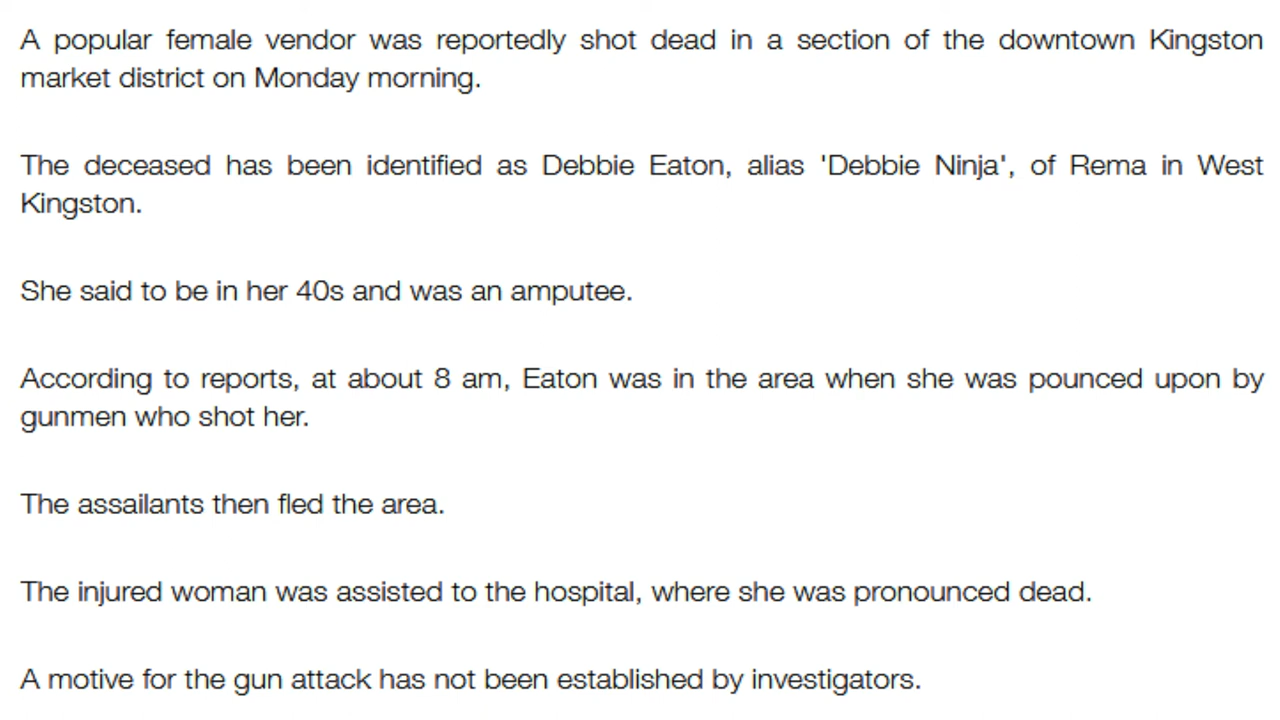 A popular female vendor was reportedly shot dead in a section of the downtown Kingston
market district on Monday morning.
The deceased has been identified as Debbie Eaton, alias 'Debbie Ninja', of Rema in West
Kingston.
She said to be in her 40s and was an amputee.
According to reports, at about 8 am, Eaton was in the area when she was pounced upon by
gunmen who shot her.
The assailants then fled the area.
The injured woman was assisted to the hospital, where she was pronounced dead.
A motive for the gun attack has not been established by investigators.